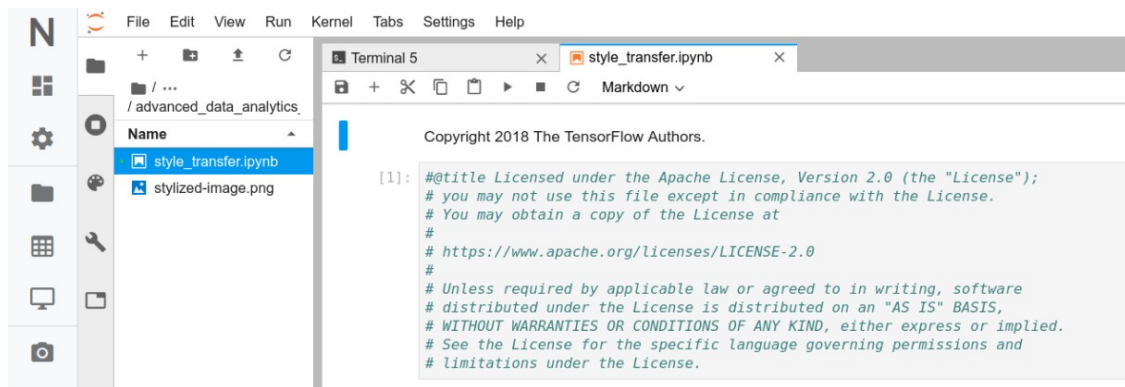 N
File Edit View Run Kernel Tabs Settings Help
Terminal 5
style_transfer.ipynb
/ ...
/ advanced_data_analytics_
Markdown
Name
style_transfer.ipynb
stylized-image.png
Copyright 2018 The TensorFlow Authors.
[1]: #@title Licensed under the Apache License, Version 2.0 (the "License");
# you may not use this file except in compliance with the License.
# You may obtain a copy of the License at
#
# https://www.apache.org/licenses/LICENSE-2.0
#
# Unless required by applicable law or agreed to in writing, software
# distributed under the License is distributed on an "AS IS" BASIS,
# WITHOUT WARRANTIES OR CONDITIONS OF ANY KIND, either express or implied.
# See the License for the specific language governing permissions and
# limitations under the License.